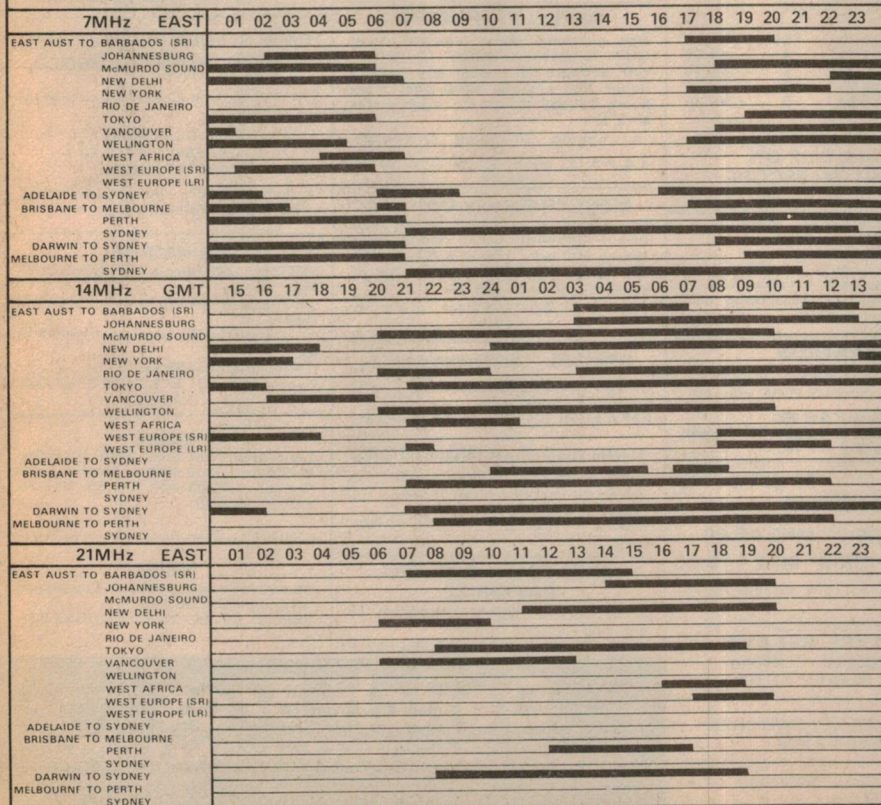 7MHz EAST 01 02 03 04 05 06 07 08 09 10 11 12 13 14 15 16 17 18 19 20 21 22 23
EAST AUST TO BARBADOS (SR)
JOHANNESBURG
McMURDO SOUND
NEW DELHI
NEW YORK
RIO DE JANEIRO
TOKYO
VANCOUVER
WELLINGTON
WEST AFRICA
WEST EUROPE (SR)
WEST EUROPE (LR)
ADELAIDE TO SYDNEY
BRISBANE TO MELBOURNE
PERTH
SYDNEY
DARWIN TO SYDNEY
MELBOURNE TO PERTH
SYDNEY
14MHz GMT 15 16 17 18 19 20 21 22 23 24 01 02 03 04 05 06 07 08 09 10 11 12 13
EAST AUST TO BARBADOS (SR)
JOHANNESBURG
McMURDO SOUND
NEW DELHI
NEW YORK
RIO DE JANEIRO
TOKYO
VANCOUVER
WELLINGTON
WEST AFRICA
WEST EUROPE (SR)
WEST EUROPE (LR)
ADELAIDE TO SYDNEY
BRISBANE TO MELBOURNE
PERTH
SYDNEY
DARWIN TO SYDNEY
MELBOURNE TO PERTH
SYDNEY
21MHz EAST 01 02 03 04 05 06 07 08 09 10 11 12 13 14 15 16 17 18 19 20 21 22 23
EAST AUST TO BARBADOS (SR)
JOHANNESBURG
McMURDO SOUND
NEW DELHI
NEW YORK
RIO DE JANEIRO
TOKYO
VANCOUVER
WELLINGTON
WEST AFRICA
WEST EUROPE (SR)
WEST EUROPE (LR)
ADELAIDE TO SYDNEY
BRISBANE TO MELBOURNE
PERTH
SYDNEY
DARWIN TO SYDNEY
MELBOURNE TO PERTH
SYDNEY